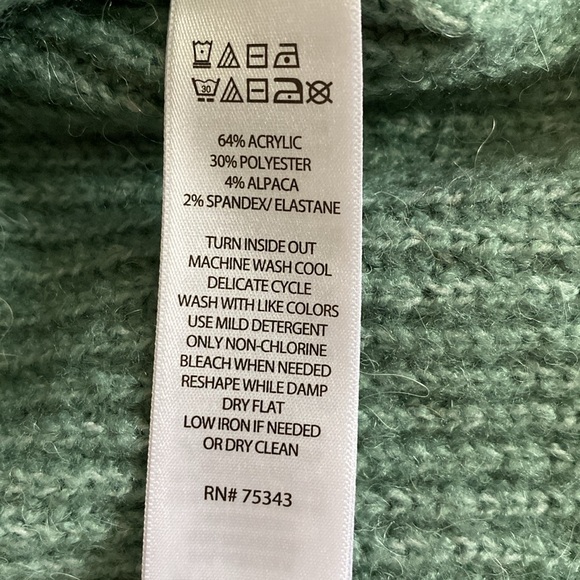 30
64% ACRYLIC
30% POLYESTER
4% ALPACA
2% SPANDEX/ ELASTANE
TURN INSIDE OUT
MACHINE WASH COOL
DELICATE CYCLE
WASH WITH LIKE COLORS
USE MILD DETERGENT
ONLY NON-CHLORINE
BLEACH WHEN NEEDED
RESHAPE WHILE DAMP
DRY FLAT
LOW IRON IF NEEDED
OR DRY CLEAN
RN# 75343